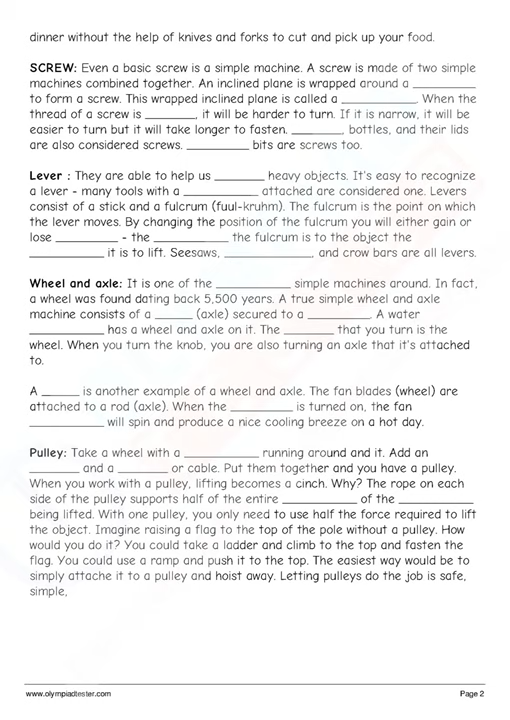 dinner without the help of knives and forks to cut and pick up your food.
SCREW: Even a basic screw is a simple machine. A screw is made of two simple
machines combined together. An inclined plane is wrapped around a __________
to form a screw. This wrapped inclined plane is called a ____________. When the
thread of a screw is ________, it will be harder to turn. If it is narrow, it will be
easier to turn but it will take longer to fasten. ________, bottles, and their lids
are also considered screws. __________ bits are screws too.
Lever : They are able to help us ________ heavy objects. It's easy to recognize
a lever - many tools with a ____________ attached are considered one. Levers
consist of a stick and a fulcrum (fuul-kruhm). The fulcrum is the point on which
the lever moves. By changing the position of the fulcrum you will either gain or
lose __________ - the ____________ the fulcrum is to the object the
____________ it is to lift. Seesaws, ______________, and crow bars are all levers.
Wheel and axle: It is one of the ____________ simple machines around. In fact,
a wheel was found dating back 5,500 years. A true simple wheel and axle
machine consists of a ______ (axle) secured to a __________. A water
____________ has a wheel and axle on it. The ________ that you turn is the
wheel. When you turn the knob, you are also turning an axle that it's attached
to.
A ______ is another example of a wheel and axle. The fan blades (wheel) are
attached to a rod (axle). When the __________ is turned on, the fan
____________ will spin and produce a nice cooling breeze on a hot day.
Pulley: Take a wheel with a ____________ running around and it. Add an
________ and a ________ or cable. Put them together and you have a pulley.
When you work with a pulley, lifting becomes a cinch. Why? The rope on each
side of the pulley supports half of the entire ____________ of the ____________
being lifted. With one pulley, you only need to use half the force required to lift
the object. Imagine raising a flag to the top of the pole without a pulley. How
would you do it? You could take a ladder and climb to the top and fasten the
flag. You could use a ramp and push it to the top. The easiest way would be to
simply attache it to a pulley and hoist away. Letting pulleys do the job is safe,
simple,
www.olympiadtester.com Page 2